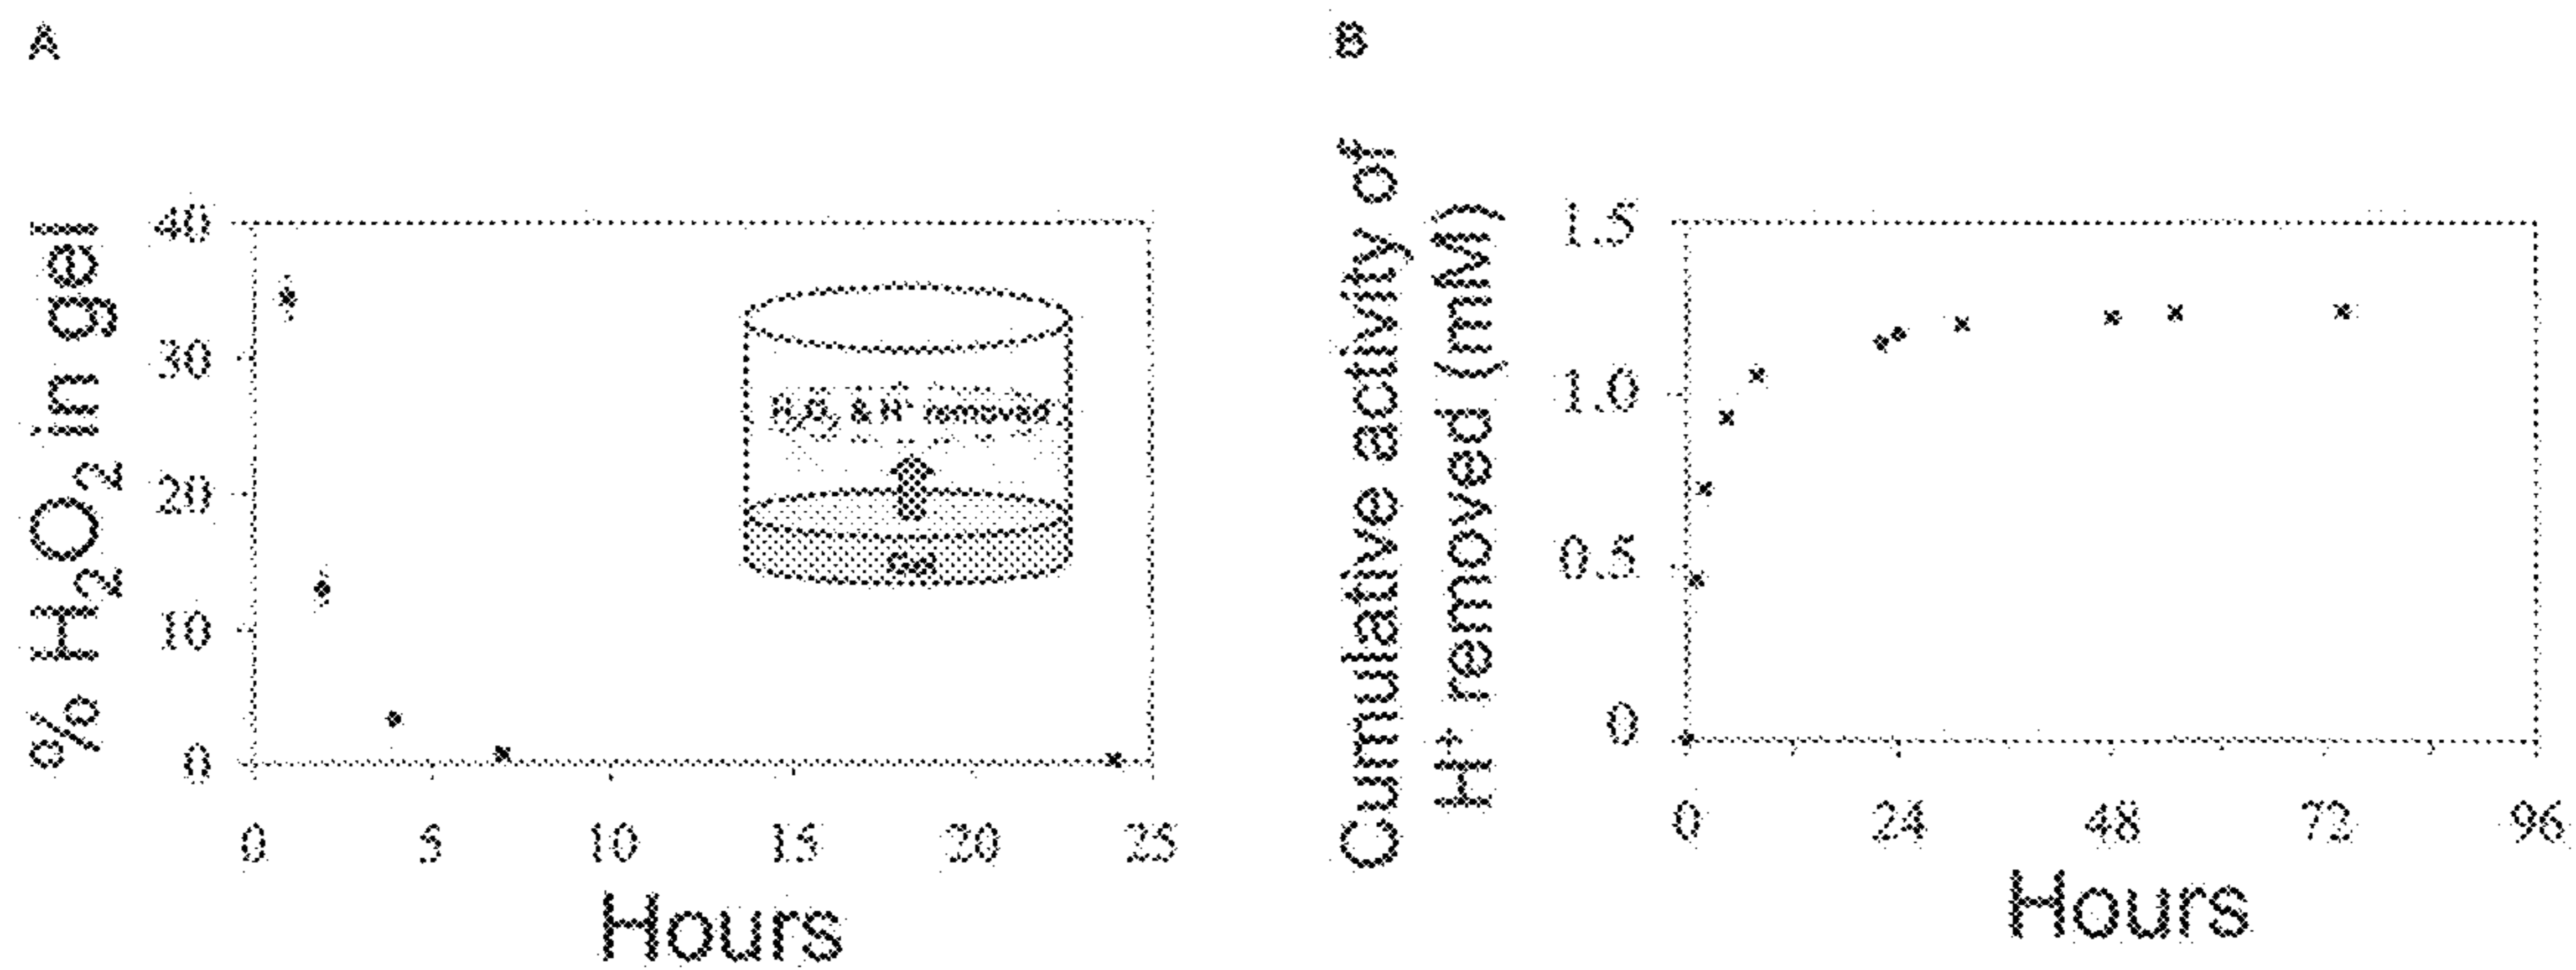 A
% H2O2 in gel
40
30
20
10
0
H2O2 & H+ removed
Gel
0 5 10 15 20 25
Hours
B
Cumulative activity of
H+ removed (mM)
1.5
1.0
0.5
0
0 24 48 72 96
Hours